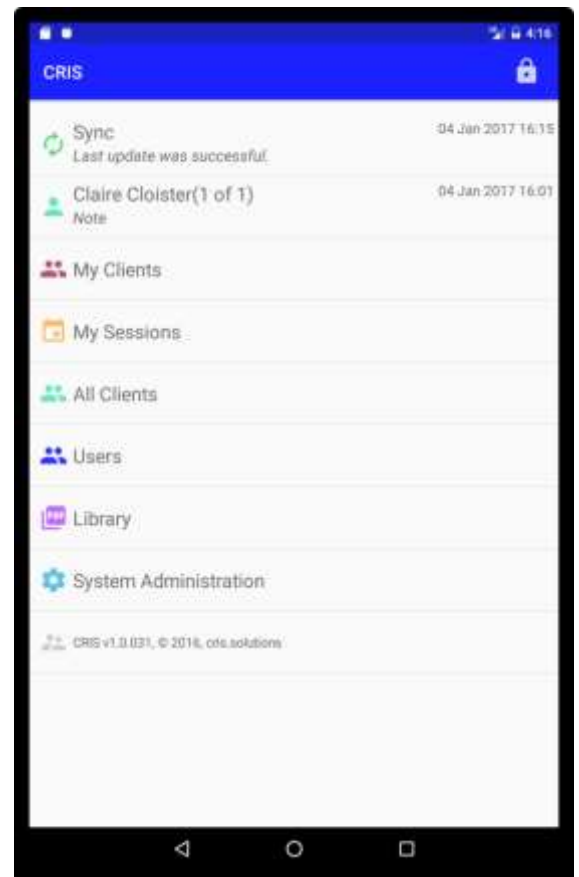 4:16
CRIS
Sync
04 Jan 2017 16:15
Last update was successful.
Claire Cloister(1 of 1)
04 Jan 2017 16:01
Note
My Clients
My Sessions
All Clients
Users
PDF
Library
System Administration
CRIS v1.0.031, © 2016, cris.solutions